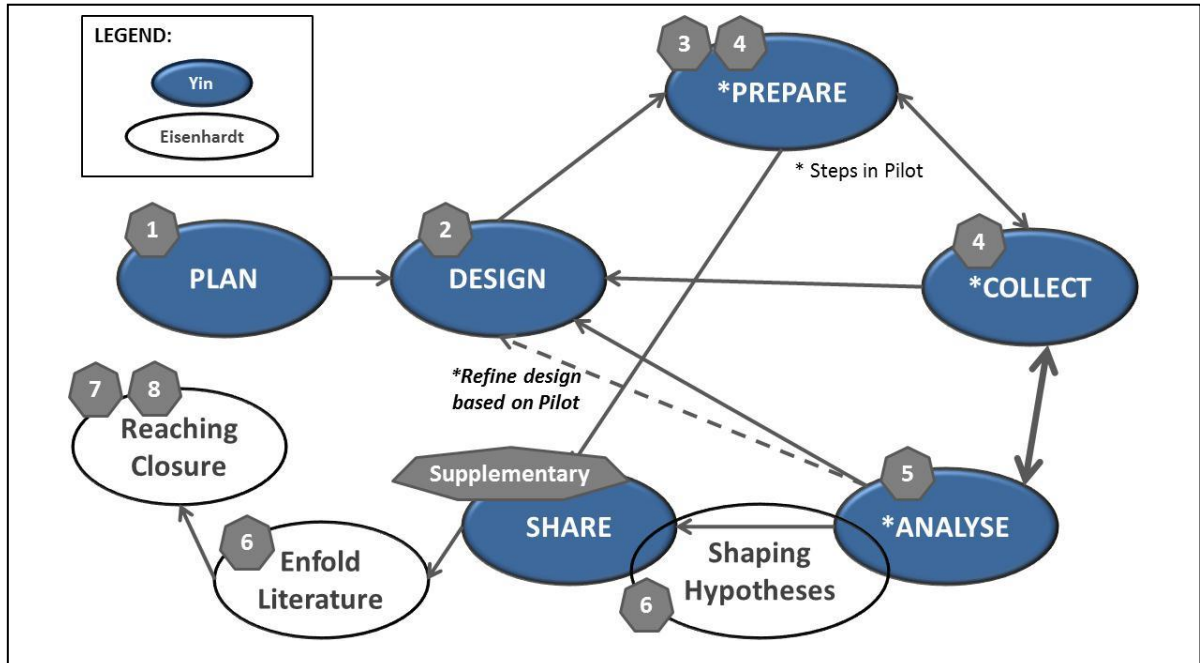 LEGEND:
Yin
Eisenhardt
3
4
*PREPARE
* Steps in Pilot
1
PLAN
2
DESIGN
4
*COLLECT
*Refine design
based on Pilot
7
8
Reaching
Closure
Supplementary
SHARE
5
*ANALYSE
6
Enfold
Literature
Shaping
Hypotheses
6